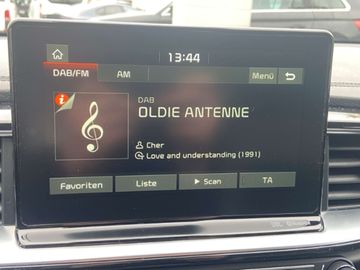 13:44
DAB/FM
AM
Menü
i
DAB
OLDIE ANTENNE
Cher
Love and understanding (1991)
Favoriten
Liste
Scan
TA